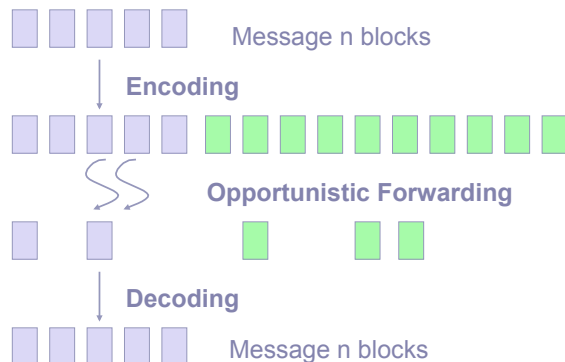 Message n blocks
Encoding
Opportunistic Forwarding
Decoding
Message n blocks